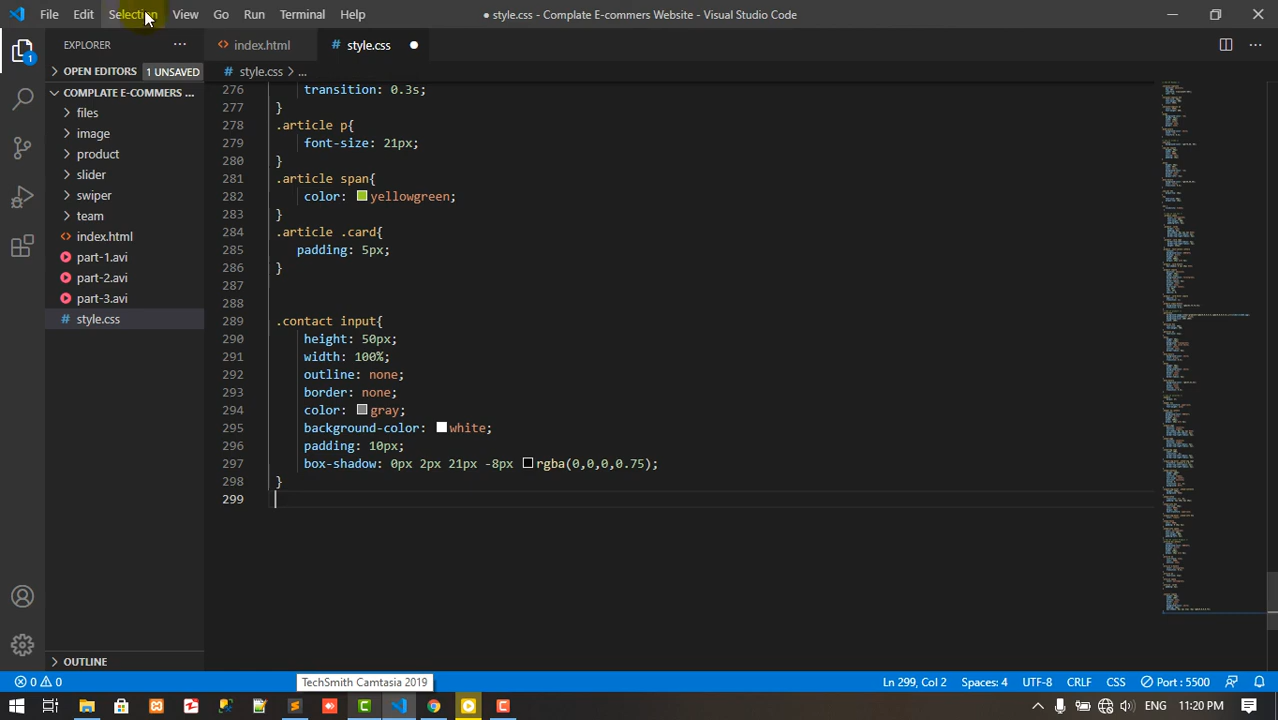 File Edit Selection View Go Run Terminal Help
● style.css - Complate E-commers Website - Visual Studio Code
EXPLORER ···
index.html
# style.css ●
OPEN EDITORS 1 UNSAVED
# style.css > ...
COMPLATE E-COMMERS ...
files
image
product
slider
swiper
team
index.html
part-1.avi
part-2.avi
part-3.avi
# style.css
OUTLINE
1
276 transition: 0.3s;
277 }
278 .article p{
279 font-size: 21px;
280 }
281 .article span{
282 color: yellowgreen;
283 }
284 .article .card{
285 padding: 5px;
286 }
287
288
289 .contact input{
290 height: 50px;
291 width: 100%;
292 outline: none;
293 border: none;
294 color: gray;
295 background-color: white;
296 padding: 10px;
297 box-shadow: 0px 2px 21px -8px rgba(0,0,0,0.75);
298 }
299
0 0
TechSmith Camtasia 2019
Ln 299, Col 2 Spaces: 4 UTF-8 CRLF CSS Port : 5500
ENG 11:20 PM